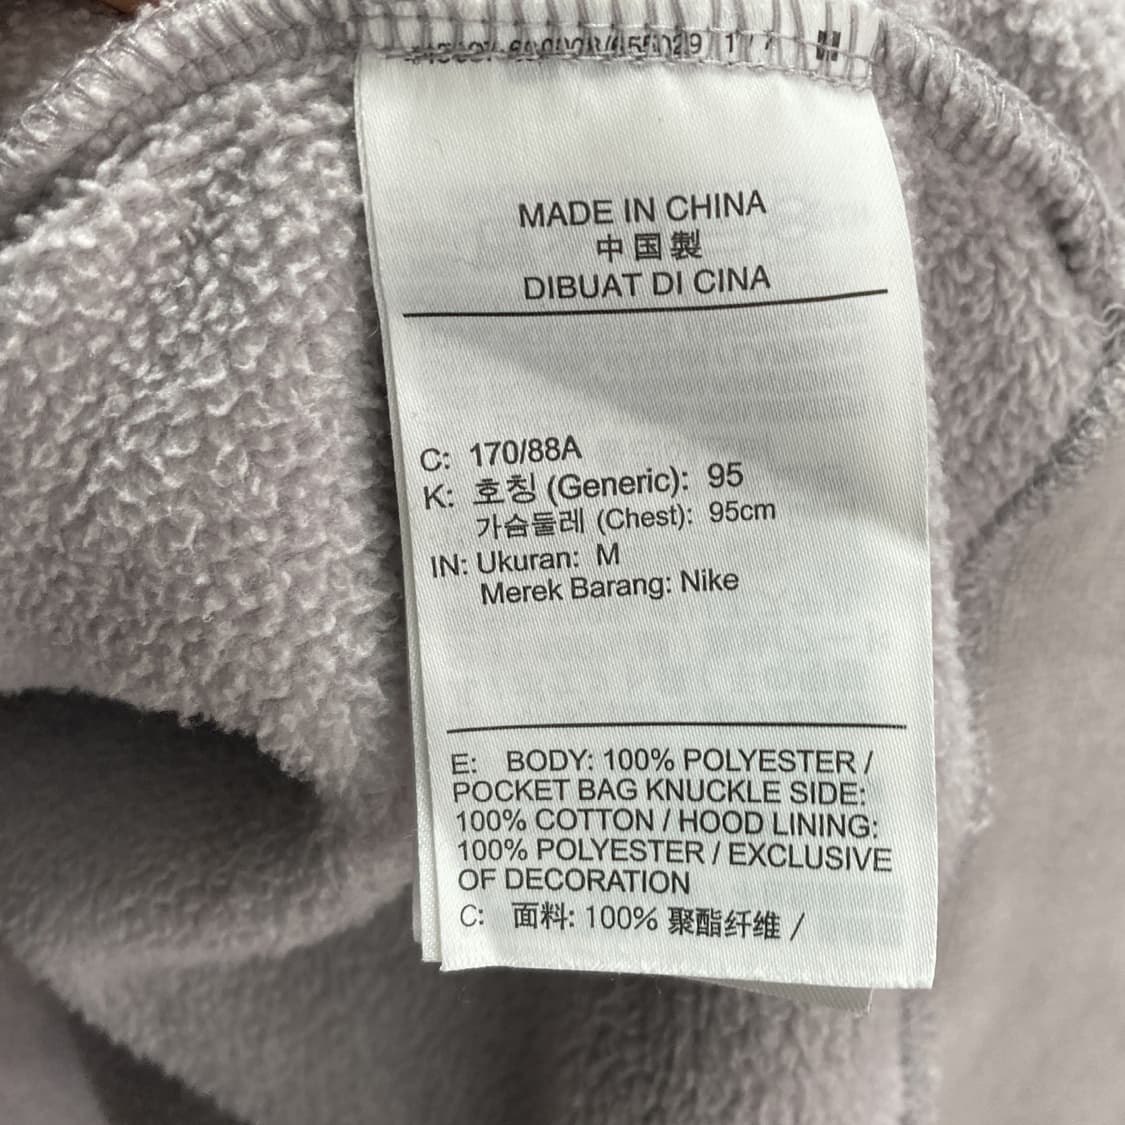 MADE IN CHINA
中国製
DIBUAT DI CINA
C: 170/88A
K: 호칭 (Generic): 95
가슴둘레 (Chest): 95cm
IN: Ukuran: M
Merek Barang: Nike
E: BODY: 100% POLYESTER /
POCKET BAG KNUCKLE SIDE:
100% COTTON / HOOD LINING:
100% POLYESTER / EXCLUSIVE
OF DECORATION
C: 面料: 100% 聚酯纤维 /